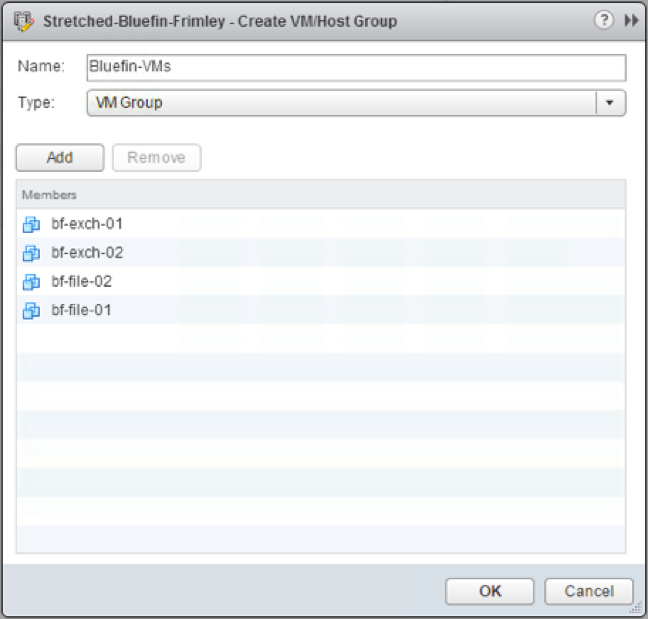 Stretched-Bluefin-Frimley - Create VM/Host Group ?
Name: Bluefin-VMs
Type: VM Group
Add Remove
Members
bf-exch-01
bf-exch-02
bf-file-02
bf-file-01
OK Cancel